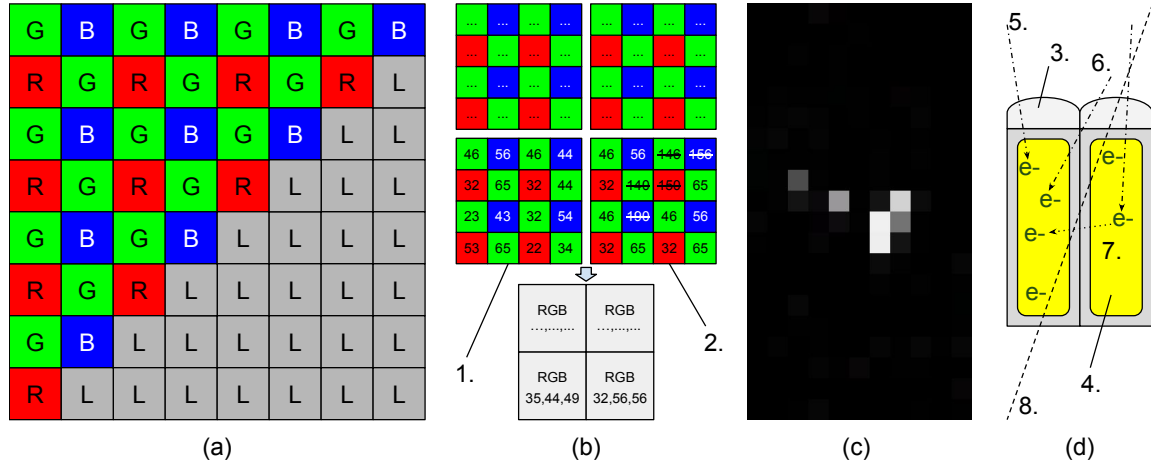 G B G B G B G B
R G R G R G R L
G B G B G B L L
R G R G R L L L
G B G B L L L L
R G R L L L L L
G B L L L L L L
R L L L L L L L
(a)
... ... ... ... ... ... ... ...
... ... ... ... ... ... ... ...
... ... ... ... ... ... ... ...
... ... ... ... ... ... ... ...
46 56 46 44 46 56 146 156
32 65 32 44 32 140 150 65
23 43 32 54 46 190 46 56
53 65 22 34 32 65 32 65
RGB RGB
...,...,... ...,...,...
RGB RGB
35,44,49 32,56,56
1.
2.
(b)
(c)
5.
3.
6.
e-
e-
e-
e-
7.
e-
e-
e-
4.
8.
(d)